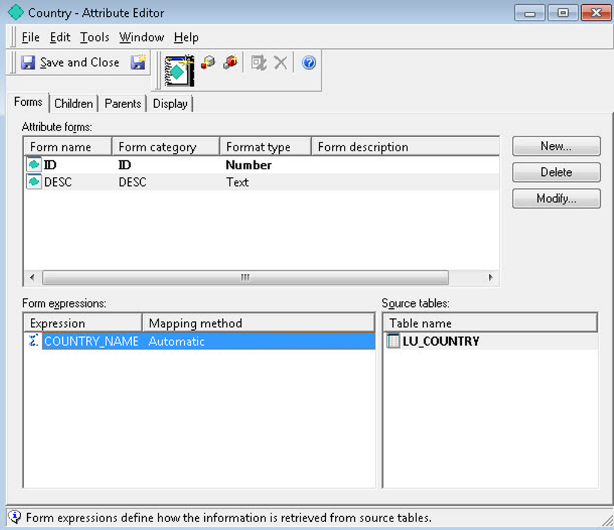 Country - Attribute Editor
File Edit Tools Window Help
Save and Close
Forms Children Parents Display
Attribute forms:
Form name Form category Format type Form description
ID ID Number
DESC DESC Text
New...
Delete
Modify...
Form expressions:
Expression Mapping method
COUNTRY_NAME Automatic
Source tables:
Table name
LU_COUNTRY
Form expressions define how the information is retrieved from source tables.